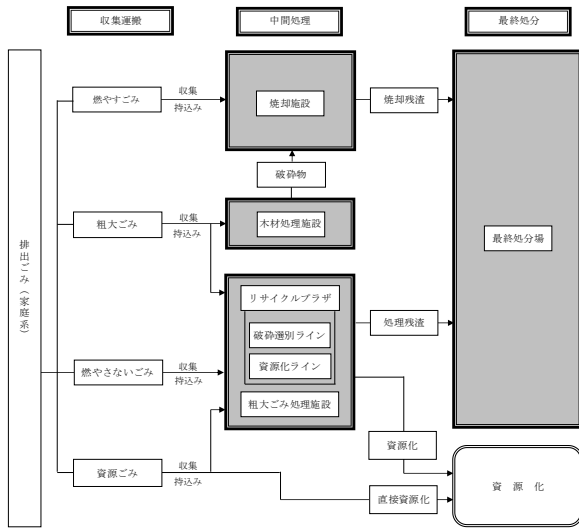 収集運搬
中間処理
最終処分
排出ごみ（家庭系）
燃やすごみ
収集
持込み
焼却施設
焼却残渣
破砕物
粗大ごみ
収集
持込み
木材処理施設
最終処分場
リサイクルプラザ
破砕選別ライン
資源化ライン
粗大ごみ処理施設
処理残渣
燃やさないごみ
収集
持込み
資源化
資源ごみ
収集
持込み
直接資源化
資 源 化